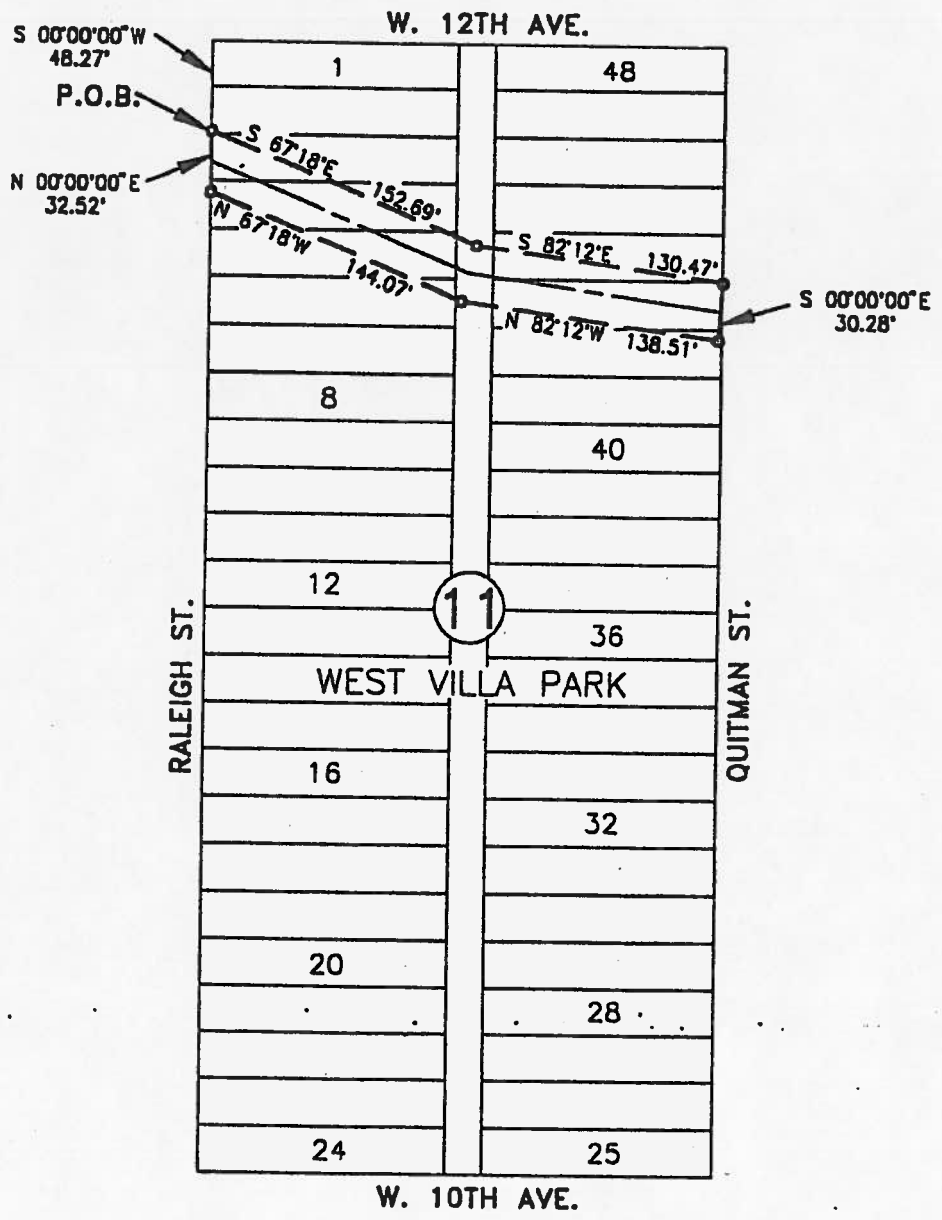 W. 12TH AVE.
S 00°00'00"W
48.27'
1
48
P.O.B.
S 67°18'E
152.69'
N 00°00'00"E
32.52'
N 67°18'W
144.07'
S 82°12'E
130.47'
S 00°00'00"E
30.28'
N 82°12'W
138.51'
8
40
12
11
36
RALEIGH ST.
WEST VILLA PARK
QUITMAN ST.
16
32
20
28
24
25
W. 10TH AVE.